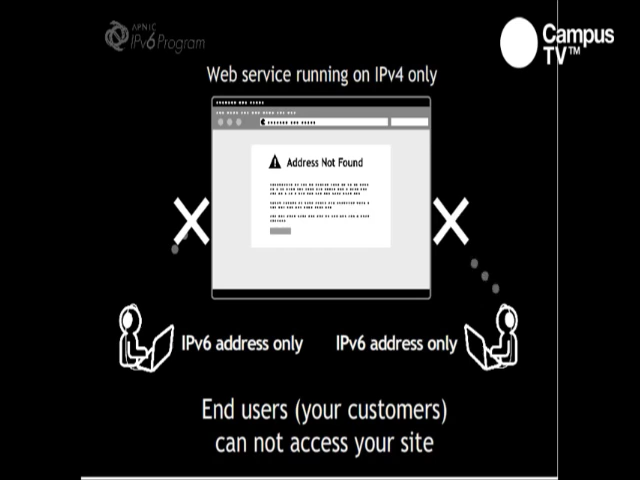 APNIC
IPv6 Program
Campus
TV™
Web service running on IPv4 only
Address Not Found
IPv6 address only
IPv6 address only
End users (your customers)
can not access your site